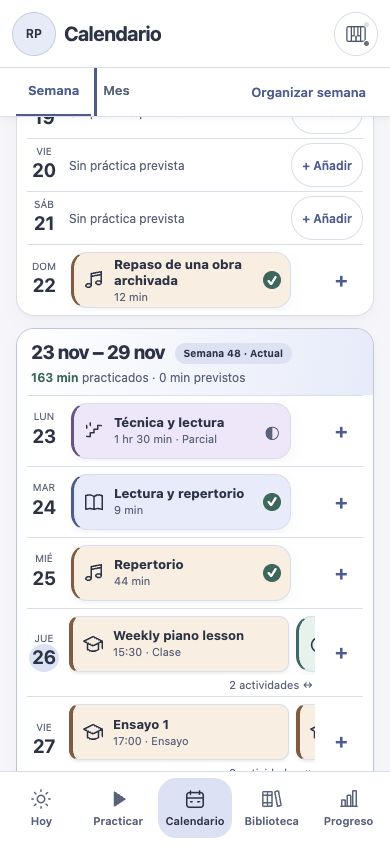 RP Calendario
Semana Mes Organizar semana
19
VIE
20 Sin práctica prevista + Añadir
SÁB
21 Sin práctica prevista + Añadir
DOM
22
Repaso de una obra
archivada
12 min
+
23 nov – 29 nov Semana 48 · Actual
163 min practicados · 0 min previstos
LUN
23
Técnica y lectura
1 hr 30 min · Parcial
+
MAR
24
Lectura y repertorio
9 min
+
MIÉ
25
Repertorio
44 min
+
JUE
26
Weekly piano lesson
15:30 · Clase
+
2 actividades ↔
VIE
27
Ensayo 1
17:00 · Ensayo
+
Hoy Practicar Calendario Biblioteca Progreso